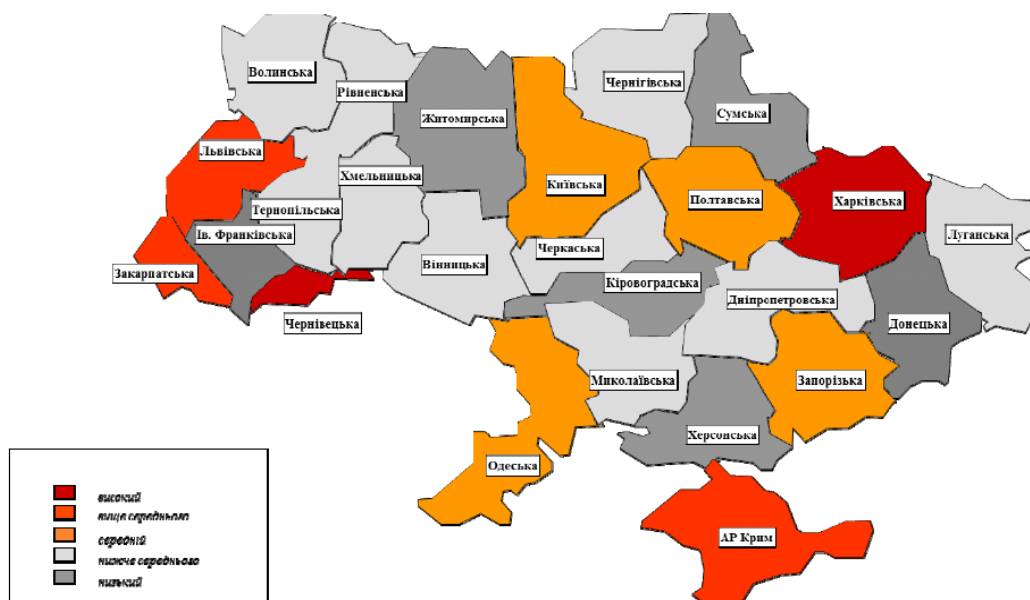 Волинська
Рівненська
Житомирська
Чернігівська
Сумська
Львівська
Хмельницька
Київська
Полтавська
Харківська
Тернопільська
Ів. Франківська
Черкаська
Луганська
Закарпатська
Вінницька
Кіровоградська
Дніпропетровська
Чернівецька
Донецька
Миколаївська
Запорізька
Херсонська
Одеська
АР Крим
високий
вище середнього
середній
нижче середнього
низький